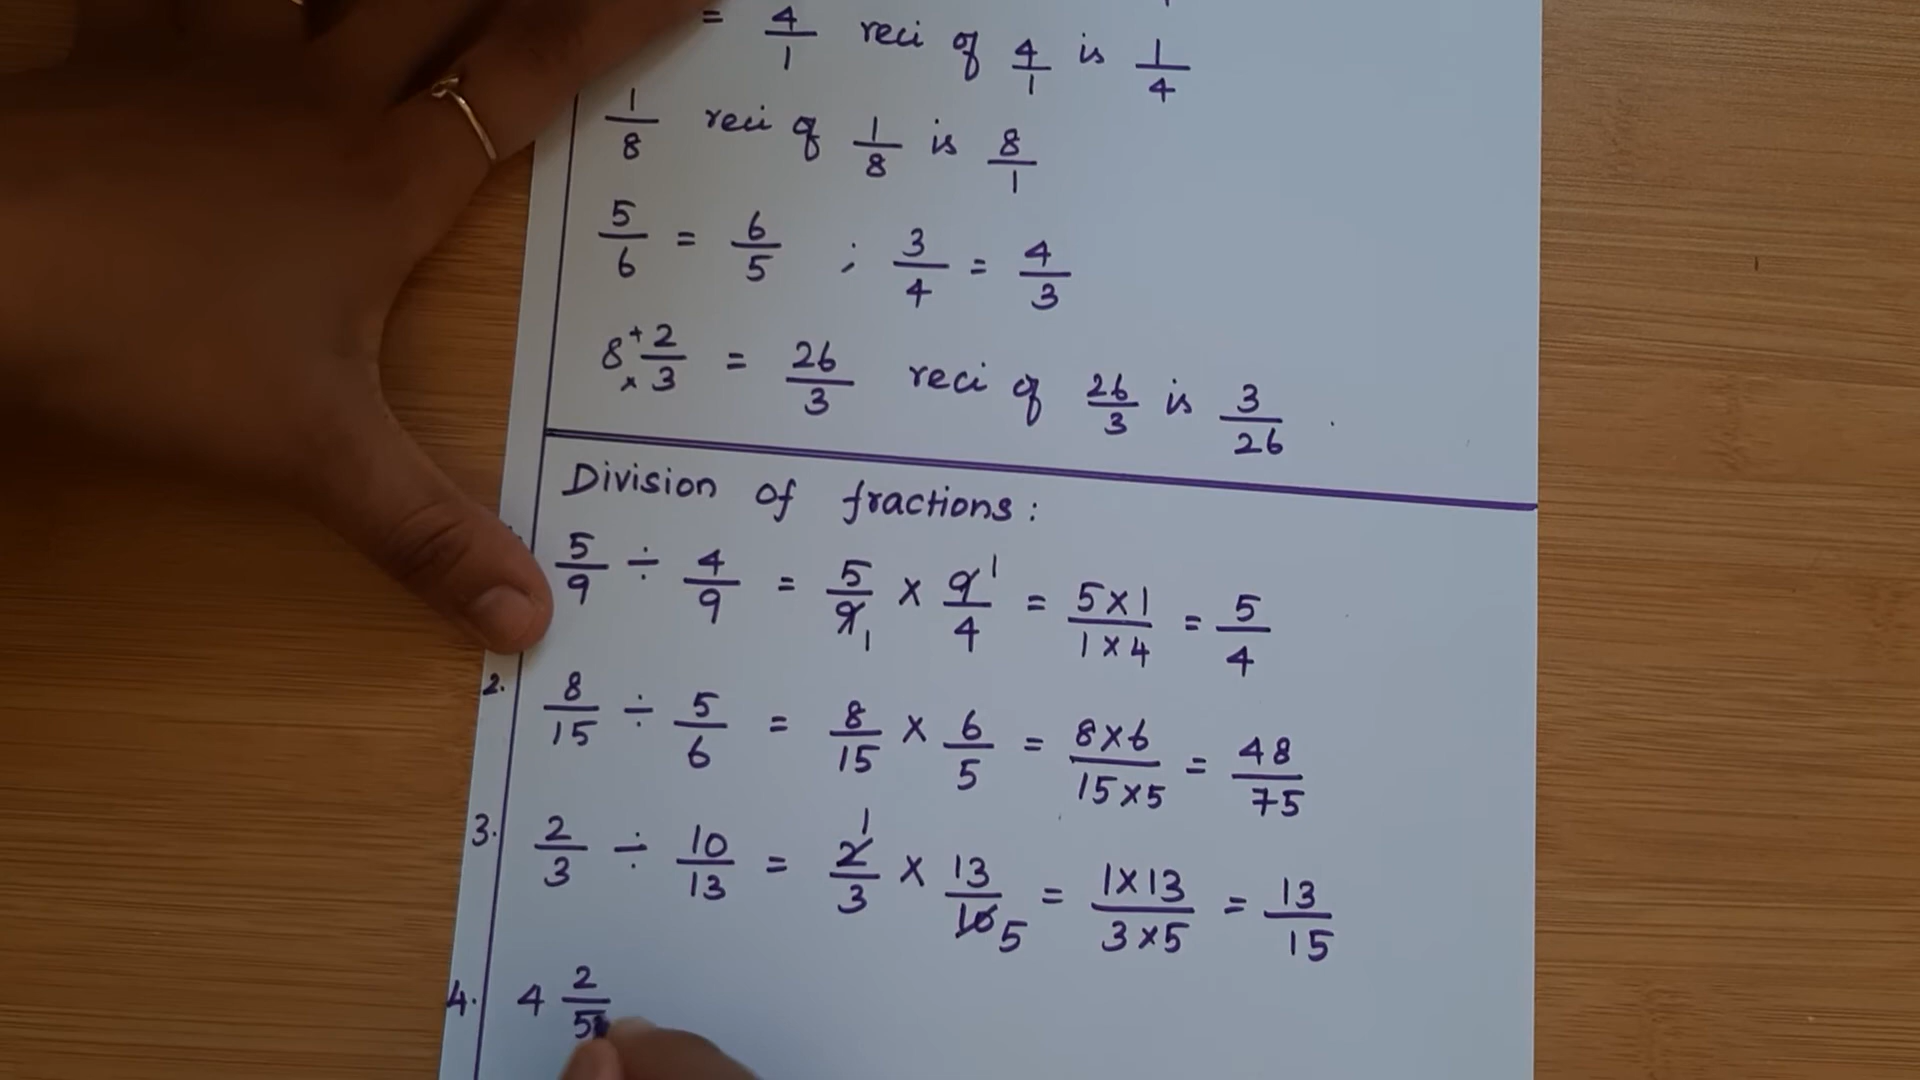 = 4/1 reci of 4/1 is 1/4
1/8 reci of 1/8 is 8/1
5/6 = 6/5 ; 3/4 = 4/3
8 + 2/× 3 = 26/3 reci of 26/3 is 3/26
Division of fractions:
5/9 ÷ 4/9 = 5/9 1 × 9 1/4 = 5×1/1×4 = 5/4
2. 8/15 ÷ 5/6 = 8/15 × 6/5 = 8×6/15×5 = 48/75
3. 2/3 ÷ 10/13 = 1 2/3 × 13/10 5 = 1×13/3×5 = 13/15
4. 4 2/5